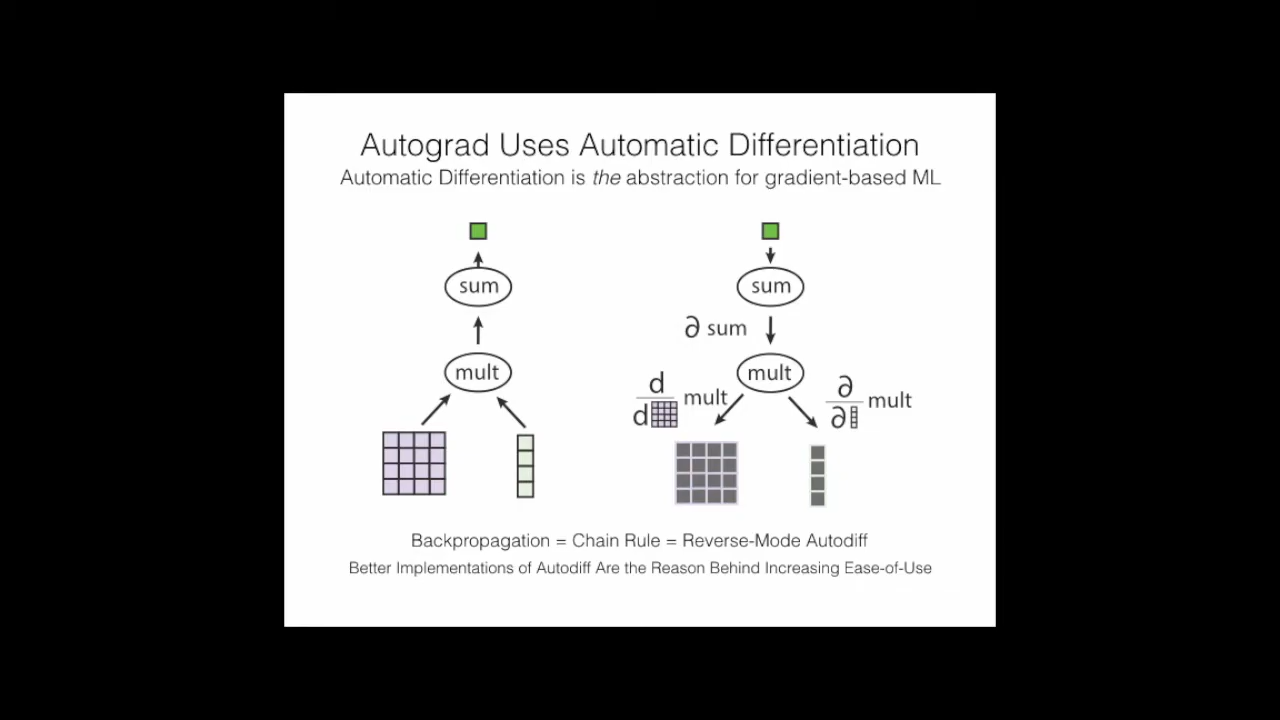 Autograd Uses Automatic Differentiation
Automatic Differentiation is the abstraction for gradient-based ML
sum
mult
sum
∂ sum
mult
d
d
mult
∂
∂
mult
Backpropagation = Chain Rule = Reverse-Mode Autodiff
Better Implementations of Autodiff Are the Reason Behind Increasing Ease-of-Use